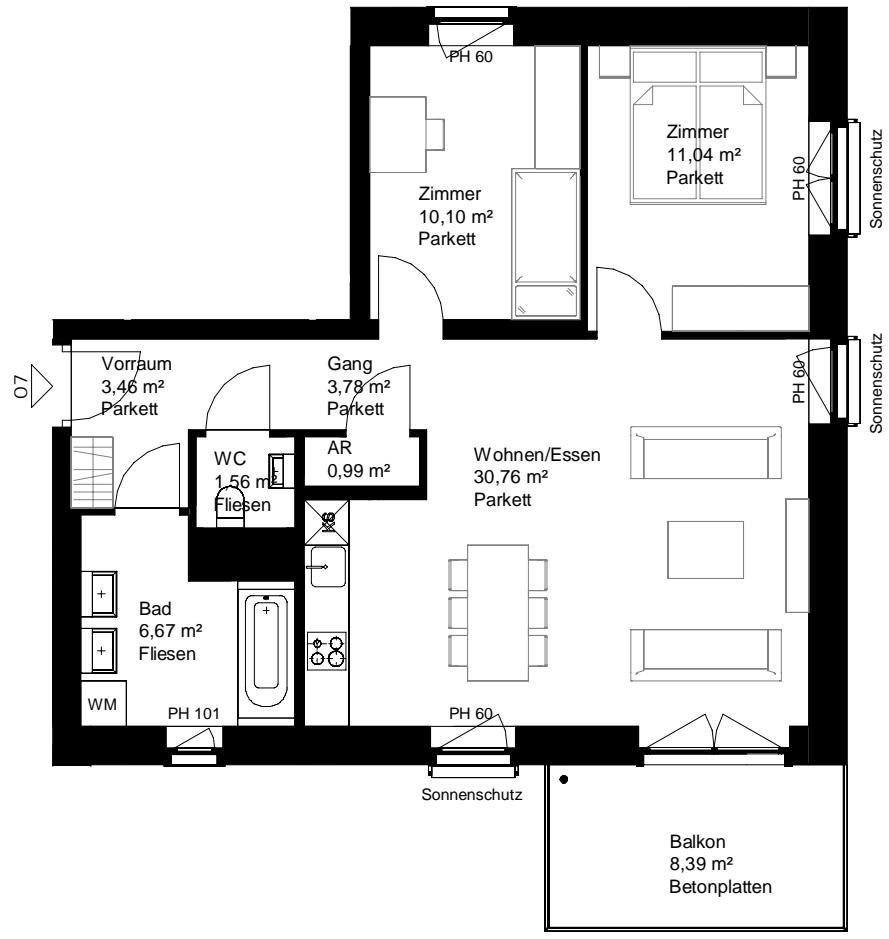 PH 60
Zimmer
11,04 m²
Parkett
PH 60
Sonnenschutz
Zimmer
10,10 m²
Parkett
07
Vorraum
3,46 m²
Parkett
Gang
3,78 m²
Parkett
PH 60
Sonnenschutz
WC
1,56 m²
Fliesen
AR
0,99 m²
Wohnen/Essen
30,76 m²
Parkett
KS
Bad
6,67 m²
Fliesen
WM
PH 101
PH 60
Sonnenschutz
Balkon
8,39 m²
Betonplatten